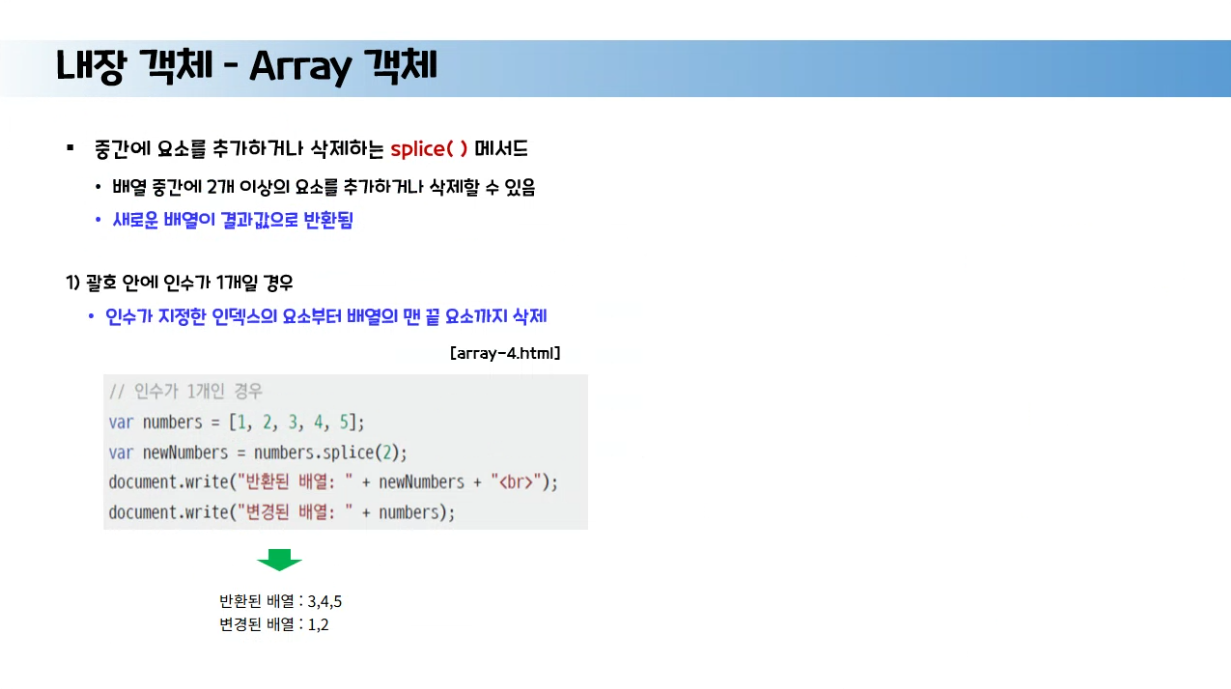 내장 객체 - Array 객체
▪ 중간에 요소를 추가하거나 삭제하는 splice( ) 메서드
• 배열 중간에 2개 이상의 요소를 추가하거나 삭제할 수 있음
• 새로운 배열이 결과값으로 반환됨
1) 괄호 안에 인수가 1개일 경우
• 인수가 지정한 인덱스의 요소부터 배열의 맨 끝 요소까지 삭제
[array-4.html]
// 인수가 1개인 경우
var numbers = [1, 2, 3, 4, 5];
var newNumbers = numbers.splice(2);
document.write("반환된 배열: " + newNumbers + "<br>");
document.write("변경된 배열: " + numbers);
반환된 배열 : 3,4,5
변경된 배열 : 1,2